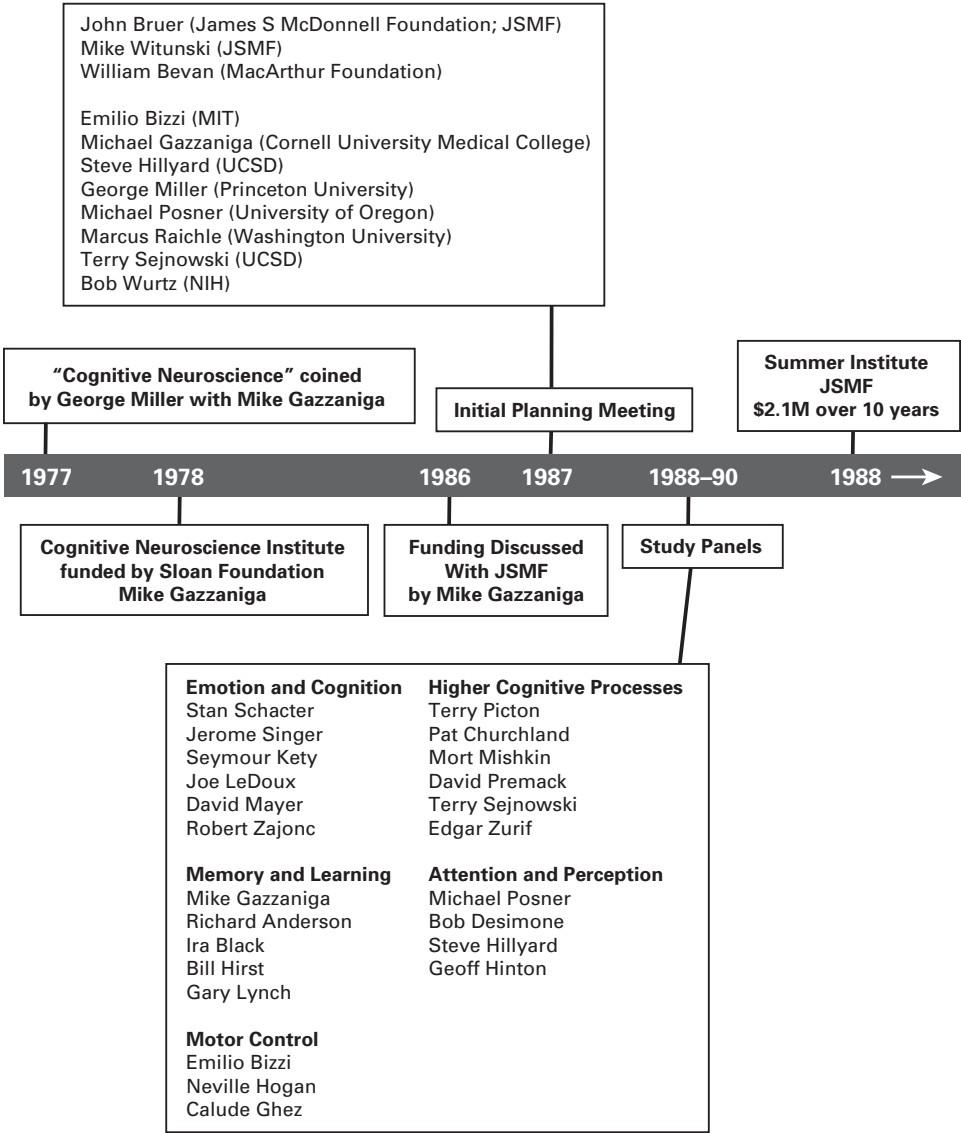 John Bruer (James S McDonnell Foundation; JSMF)
Mike Witunski (JSMF)
William Bevan (MacArthur Foundation)
Emilio Bizzi (MIT)
Michael Gazzaniga (Cornell University Medical College)
Steve Hillyard (UCSD)
George Miller (Princeton University)
Michael Posner (University of Oregon)
Marcus Raichle (Washington University)
Terry Sejnowski (UCSD)
Bob Wurtz (NIH)
“Cognitive Neuroscience” coined
by George Miller with Mike Gazzaniga
Initial Planning Meeting
Summer Institute
JSMF
$2.1M over 10 years
1977 1978 1986 1987 1988–90 1988
Cognitive Neuroscience Institute
funded by Sloan Foundation
Mike Gazzaniga
Funding Discussed
With JSMF
by Mike Gazzaniga
Study Panels
Emotion and Cognition
Stan Schacter
Jerome Singer
Seymour Kety
Joe LeDoux
David Mayer
Robert Zajonc
Higher Cognitive Processes
Terry Picton
Pat Churchland
Mort Mishkin
David Premack
Terry Sejnowski
Edgar Zurif
Memory and Learning
Mike Gazzaniga
Richard Anderson
Ira Black
Bill Hirst
Gary Lynch
Attention and Perception
Michael Posner
Bob Desimone
Steve Hillyard
Geoff Hinton
Motor Control
Emilio Bizzi
Neville Hogan
Calude Ghez